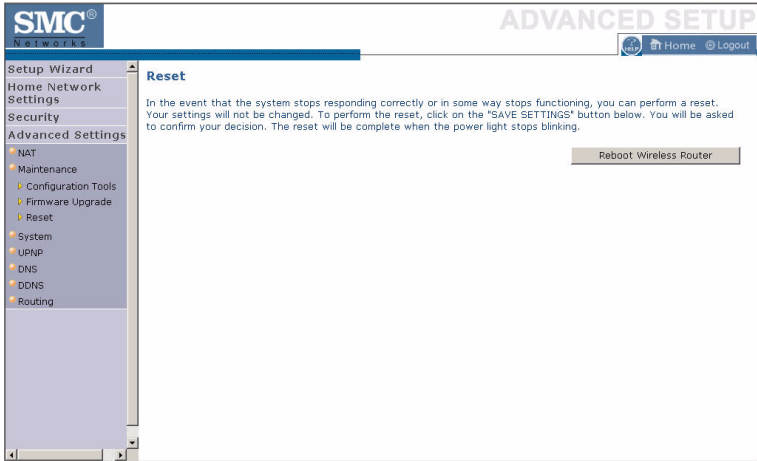 SMC®
Networks
ADVANCED SETUP
HELP Home Logout
Setup Wizard
Home Network
Settings
Security
Advanced Settings
NAT
Maintenance
Configuration Tools
Firmware Upgrade
Reset
System
UPNP
DNS
DDNS
Routing
Reset
In the event that the system stops responding correctly or in some way stops functioning, you can perform a reset.
Your settings will not be changed. To perform the reset, click on the "SAVE SETTINGS" button below. You will be asked
to confirm your decision. The reset will be complete when the power light stops blinking.
Reboot Wireless Router